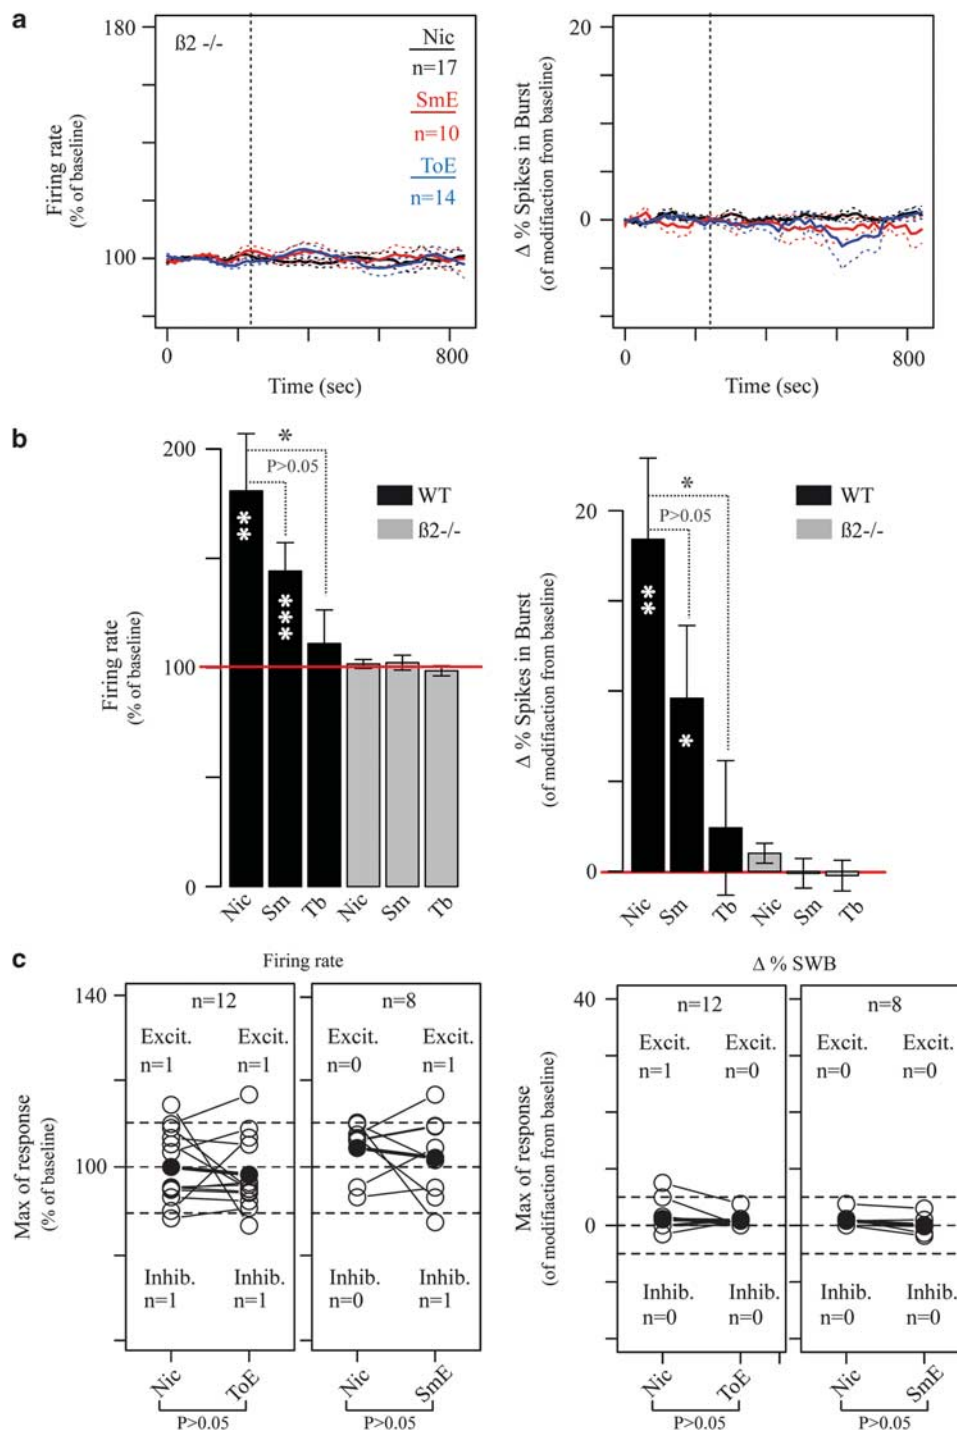 a
180
ß2 -/-
Nic
n=17
SmE
n=10
ToE
n=14
100
Firing rate
(% of baseline)
0
800
Time (sec)
20
0
Δ % Spikes in Burst
(of modifiaction from baseline)
0
800
Time (sec)
b
200
*
P>0.05
WT
ß2-/-
**
***
100
Firing rate
(% of baseline)
0
Nic
Sm
Tb
Nic
Sm
Tb
20
*
P>0.05
WT
ß2-/-
**
*
Δ % Spikes in Burst
(of modifiaction from baseline)
0
Nic
Sm
Tb
Nic
Sm
Tb
c
Firing rate
140
n=12
n=8
Excit.
n=1
Excit.
n=1
Excit.
n=0
Excit.
n=1
100
Max of response
(% of baseline)
Inhib.
n=1
Inhib.
n=1
Inhib.
n=0
Inhib.
n=1
Nic
ToE
Nic
SmE
P>0.05
P>0.05
Δ % SWB
40
n=12
n=8
Excit.
n=1
Excit.
n=0
Excit.
n=0
Excit.
n=0
0
Max of response
(of modifiaction from baseline)
Inhib.
n=0
Inhib.
n=0
Inhib.
n=0
Inhib.
n=0
Nic
ToE
Nic
SmE
P>0.05
P>0.05